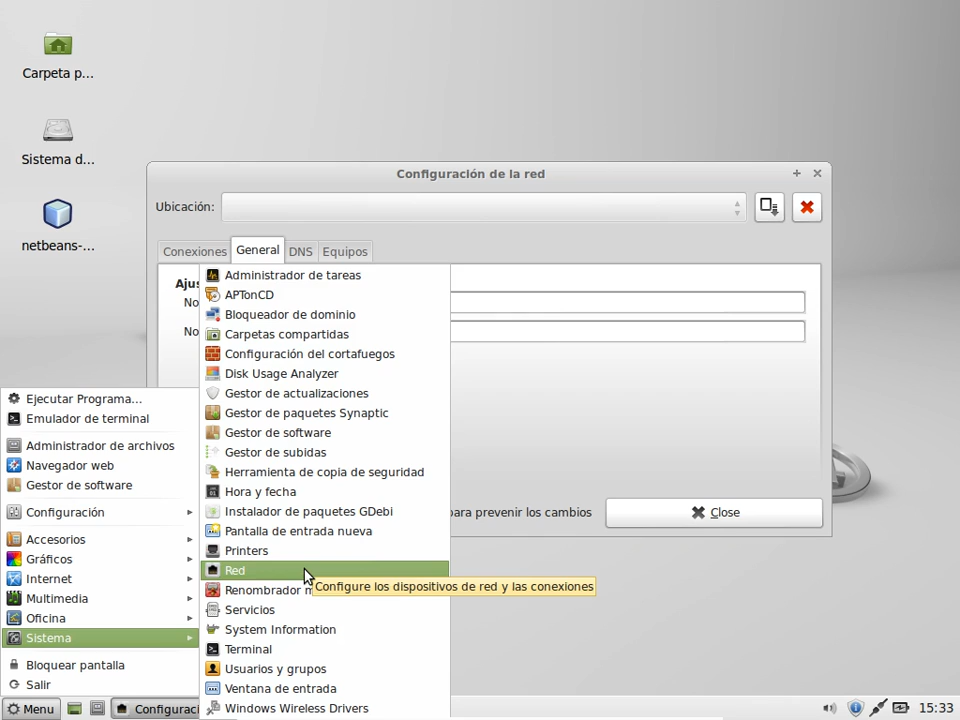 Carpeta p...
Sistema d...
netbeans-...
Configuración de la red
Ubicación:
Conexiones
General
DNS
Equipos
Ajus
No
No
para prevenir los cambios
Close
Administrador de tareas
APTonCD
Bloqueador de dominio
Carpetas compartidas
Configuración del cortafuegos
Disk Usage Analyzer
Gestor de actualizaciones
Gestor de paquetes Synaptic
Gestor de software
Gestor de subidas
Herramienta de copia de seguridad
Hora y fecha
Instalador de paquetes GDebi
Pantalla de entrada nueva
Printers
Red
Configure los dispositivos de red y las conexiones
Renombrador
Servicios
System Information
Terminal
Usuarios y grupos
Ventana de entrada
Windows Wireless Drivers
Ejecutar Programa...
Emulador de terminal
Administrador de archivos
Navegador web
Gestor de software
Configuración
Accesorios
Gráficos
Internet
Multimedia
Oficina
Sistema
Bloquear pantalla
Salir
Menu
Configuraci
15:33